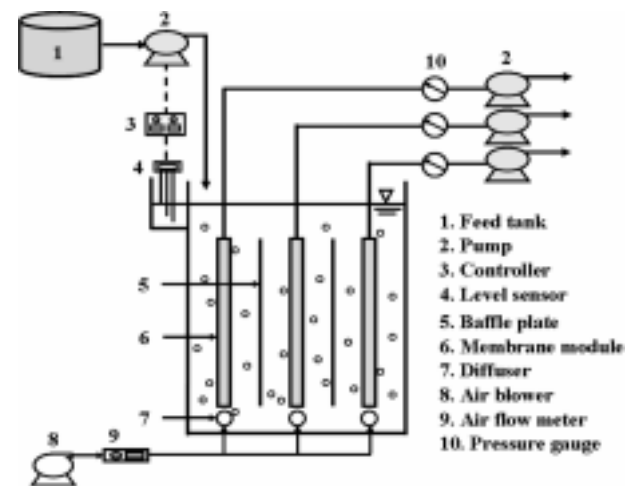 2
2
1
10
3
4
1. Feed tank
2. Pump
3. Controller
4. Level sensor
5. Baffle plate
6. Membrane module
7. Diffuser
8. Air blower
9. Air flow meter
10. Pressure gauge
5
6
7
8
9